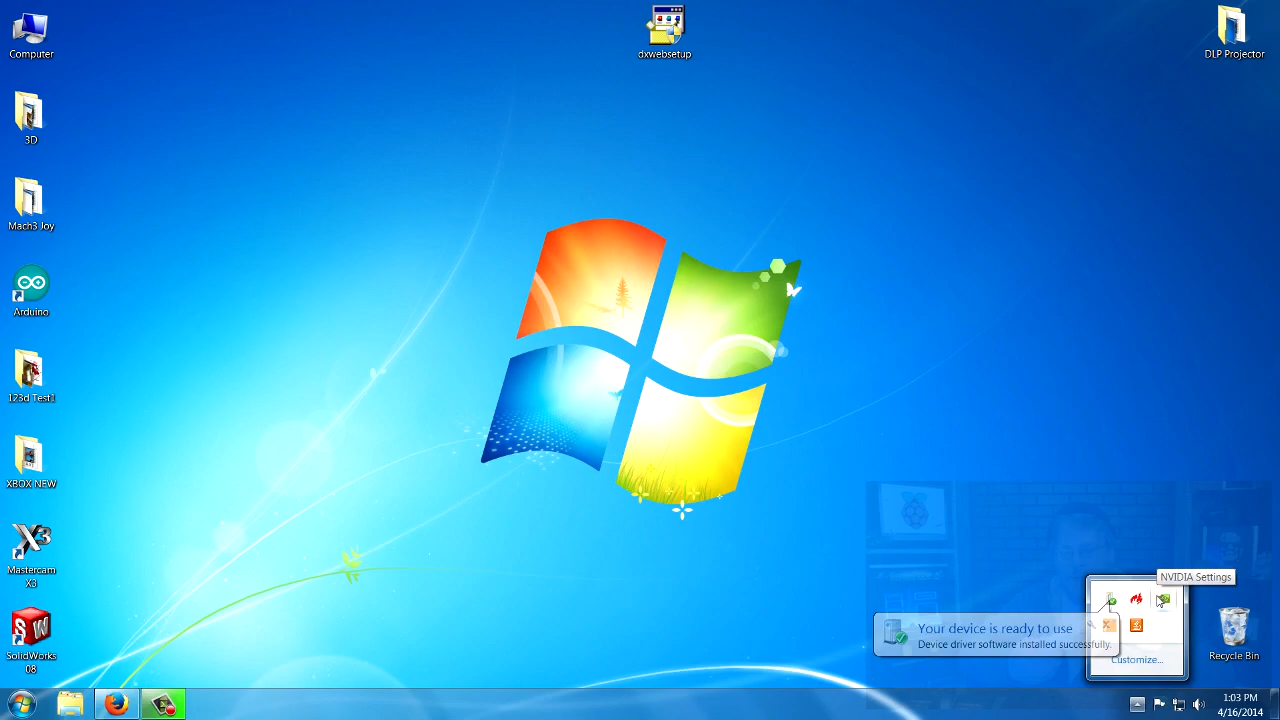 Computer
dxwebsetup
DLP Projector
3D
Mach3 Joy
Arduino
123d Test1
XBOX NEW
Mastercam
X3
SolidWorks
08
NVIDIA Settings
Your device is ready to use
Device driver software installed successfully.
Customize...
Recycle Bin
1:03 PM
4/16/2014